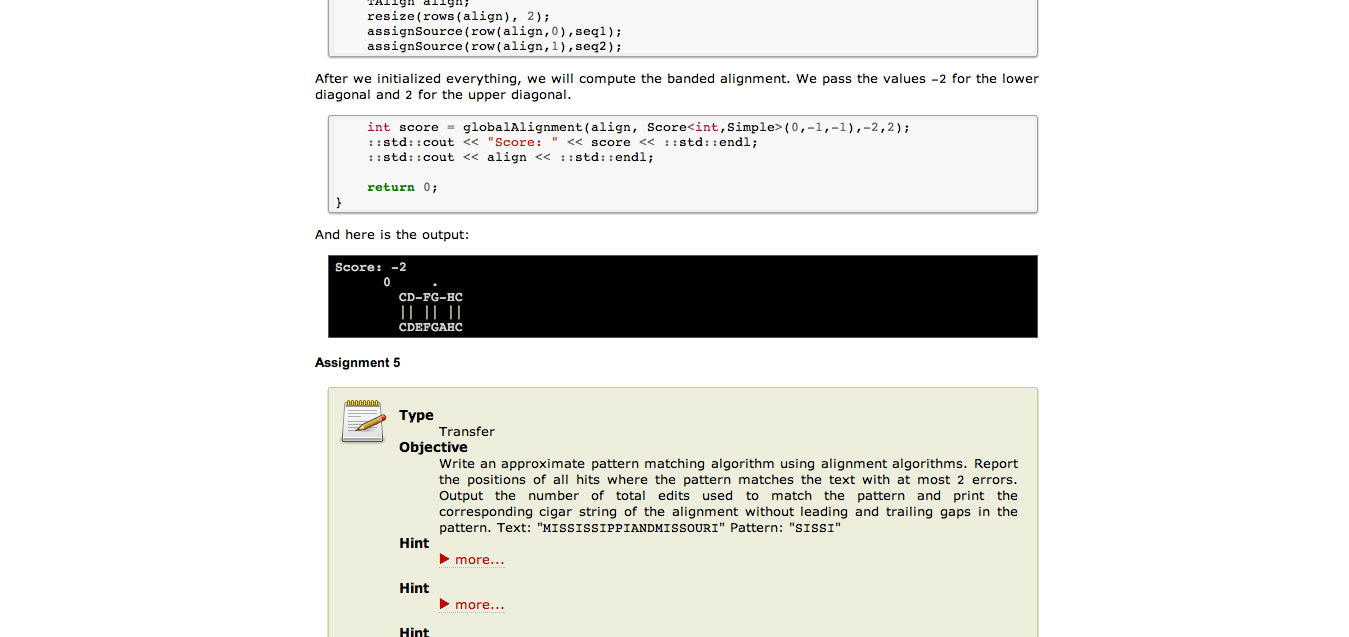 TAlign align;
resize(rows(align), 2);
assignSource(row(align,0),seq1);
assignSource(row(align,1),seq2);
After we initialized everything, we will compute the banded alignment. We pass the values -2 for the lower
diagonal and 2 for the upper diagonal.
int score = globalAlignment(align, Score<int,Simple>(0,-1,-1),-2,2);
::std::cout << "Score: " << score << ::std::endl;
::std::cout << align << ::std::endl;
return 0;
}
And here is the output:
Score: -2
0     .
CD-FG-HC
|| || ||
CDEFGAHC
Assignment 5
Type
Transfer
Objective
Write an approximate pattern matching algorithm using alignment algorithms. Report
the positions of all hits where the pattern matches the text with at most 2 errors.
Output the number of total edits used to match the pattern and print the
corresponding cigar string of the alignment without leading and trailing gaps in the
pattern. Text: "MISSISSIPPIANDMISSOURI" Pattern: "SISSI"
Hint
▶ more...
Hint
▶ more...
Hint